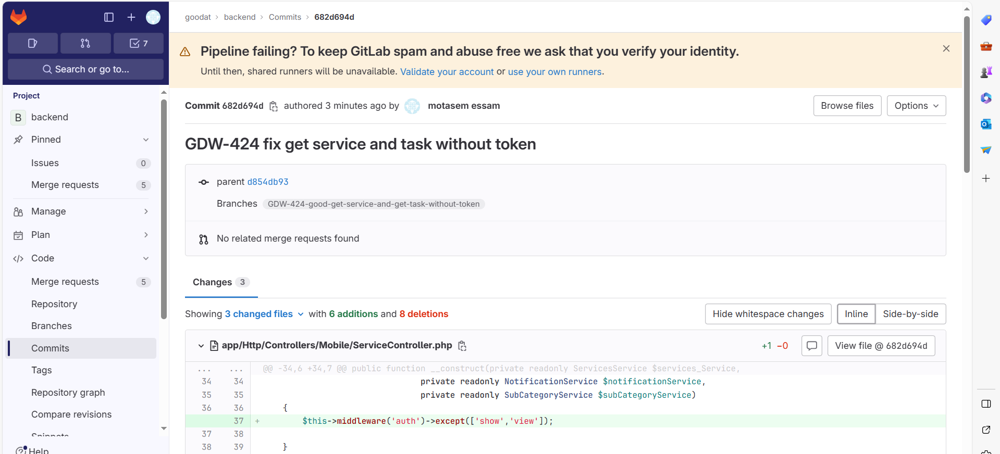 goodat › backend › Commits › 682d694d
7
Search or go to...
Project
B backend
Pinned
Issues 0
Merge requests 5
Manage
Plan
Code
Merge requests 5
Repository
Branches
Commits
Tags
Repository graph
Compare revisions
Snippets
Help
Pipeline failing? To keep GitLab spam and abuse free we ask that you verify your identity.
Until then, shared runners will be unavailable. Validate your account or use your own runners.
Commit 682d694d authored 3 minutes ago by motasem essam
Browse files
Options
GDW-424 fix get service and task without token
parent d854db93
Branches GDW-424-good-get-service-and-get-task-without-token
No related merge requests found
Changes 3
Showing 3 changed files with 6 additions and 8 deletions
Hide whitespace changes
Inline
Side-by-side
app/Http/Controllers/Mobile/ServiceController.php
+1 −0
View file @ 682d694d
... ... @@ -34,6 +34,7 @@ public function __construct(private readonly ServicesService $services_Service,
34 34 private readonly NotificationService $notificationService,
35 35 private readonly SubCategoryService $subCategoryService)
36 36 {
37 + $this->middleware('auth')->except(['show','view']);
37 38
38 39 }